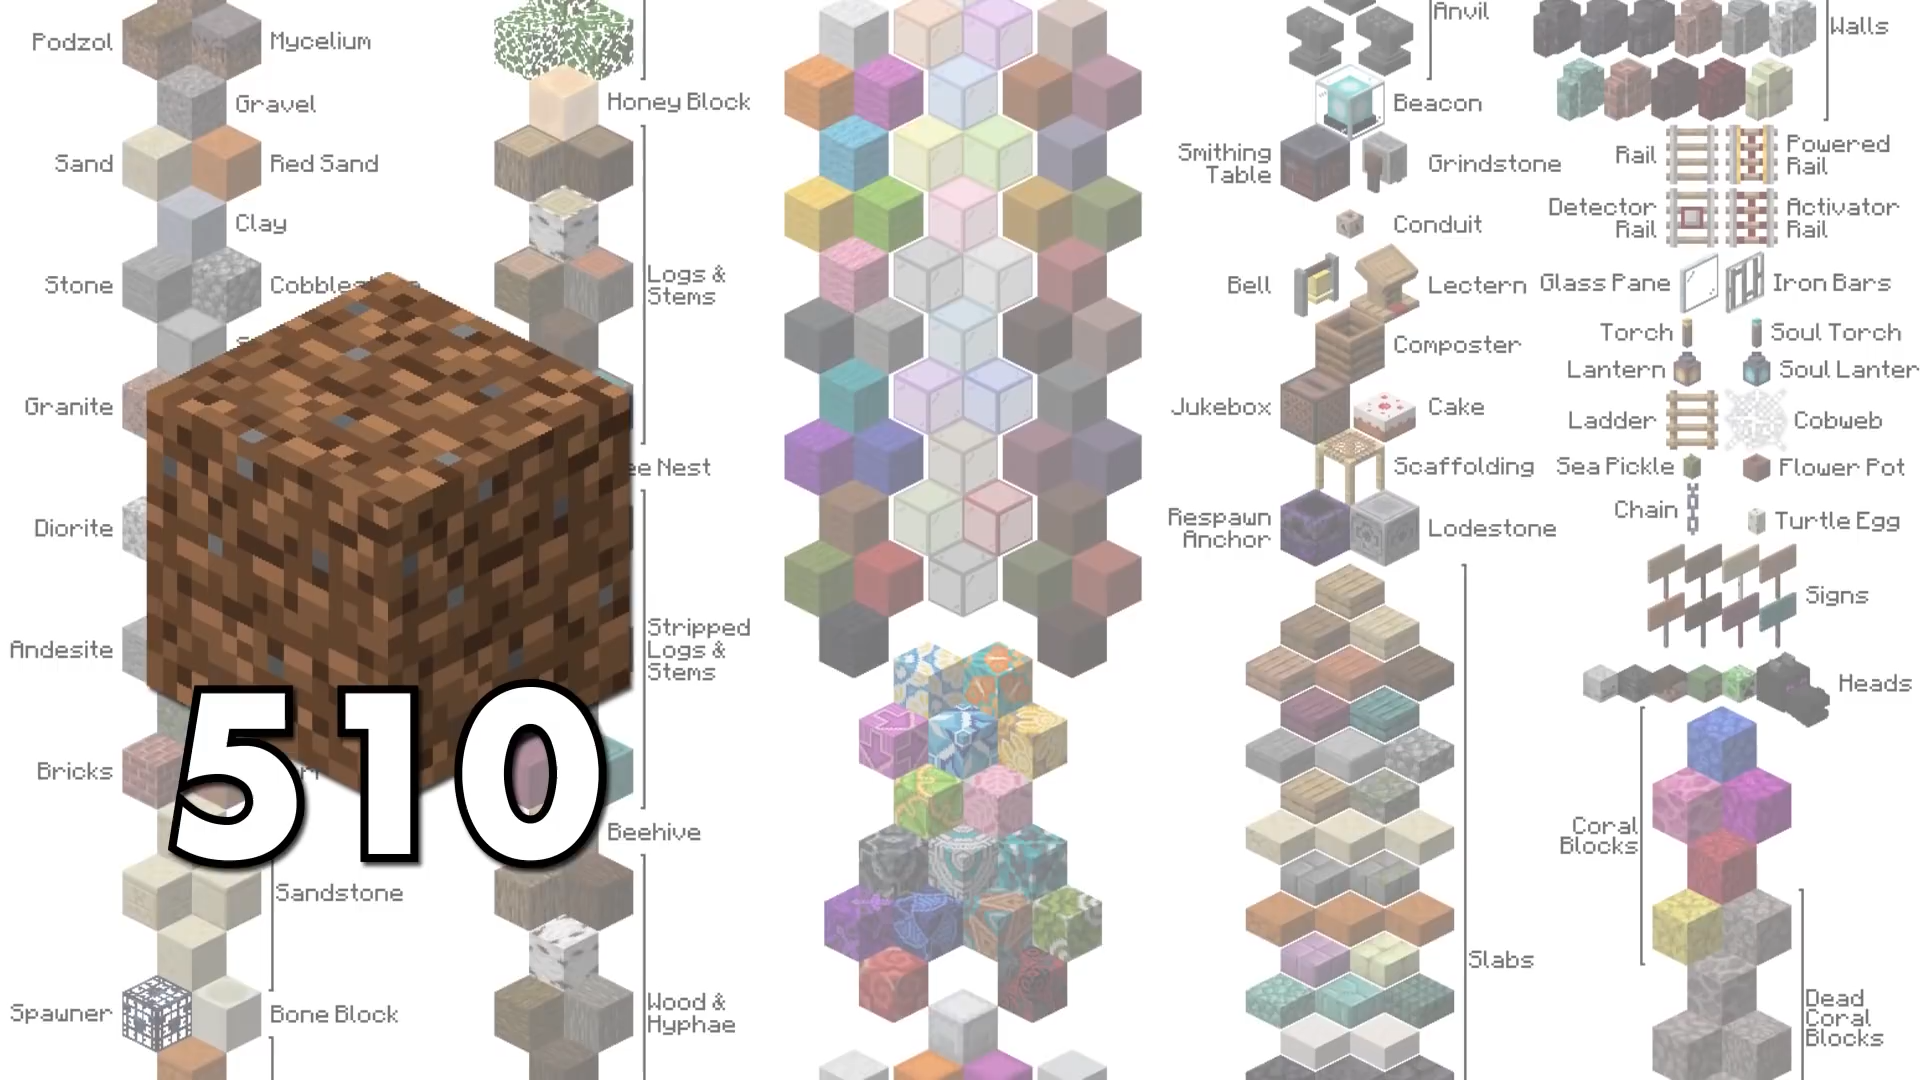 Podzol
Mycelium
Gravel
Sand
Red Sand
Clay
Stone
Granite
Diorite
Andesite
Bricks
Sandstone
Spawner
Bone Block
510
Honey Block
Logs &
Stems
Nest
Stripped
Logs &
Stems
Beehive
Wood &
Hyphae
Anvil
Beacon
Smithing
Table
Grindstone
Conduit
Bell
Lectern
Composter
Jukebox
Cake
Scaffolding
Respawn
Anchor
Lodestone
Slabs
Walls
Rail
Powered
Rail
Detector
Rail
Activator
Rail
Glass Pane
Iron Bars
Torch
Soul Torch
Lantern
Soul Lanter
Ladder
Cobweb
Sea Pickle
Flower Pot
Chain
Turtle Egg
Signs
Heads
Coral
Blocks
Dead
Coral
Blocks